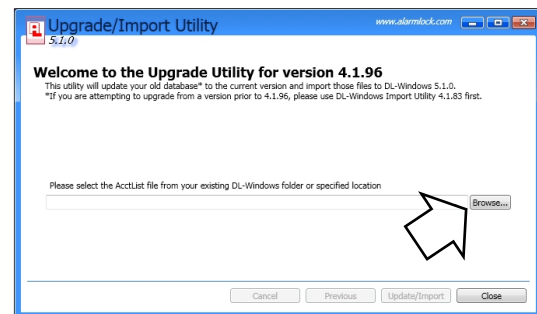 Upgrade/Import Utility
www.alarmlock.com
5.1.0
Welcome to the Upgrade Utility for version 4.1.96
This utility will update your old database* to the current version and import those files to DL-Windows 5.1.0.
*If you are attempting to upgrade from a version prior to 4.1.96, please use DL-Windows Import Utility 4.1.83 first.
Please select the AcctList file from your existing DL-Windows folder or specified location
Browse...
Cancel Previous Update/Import Close